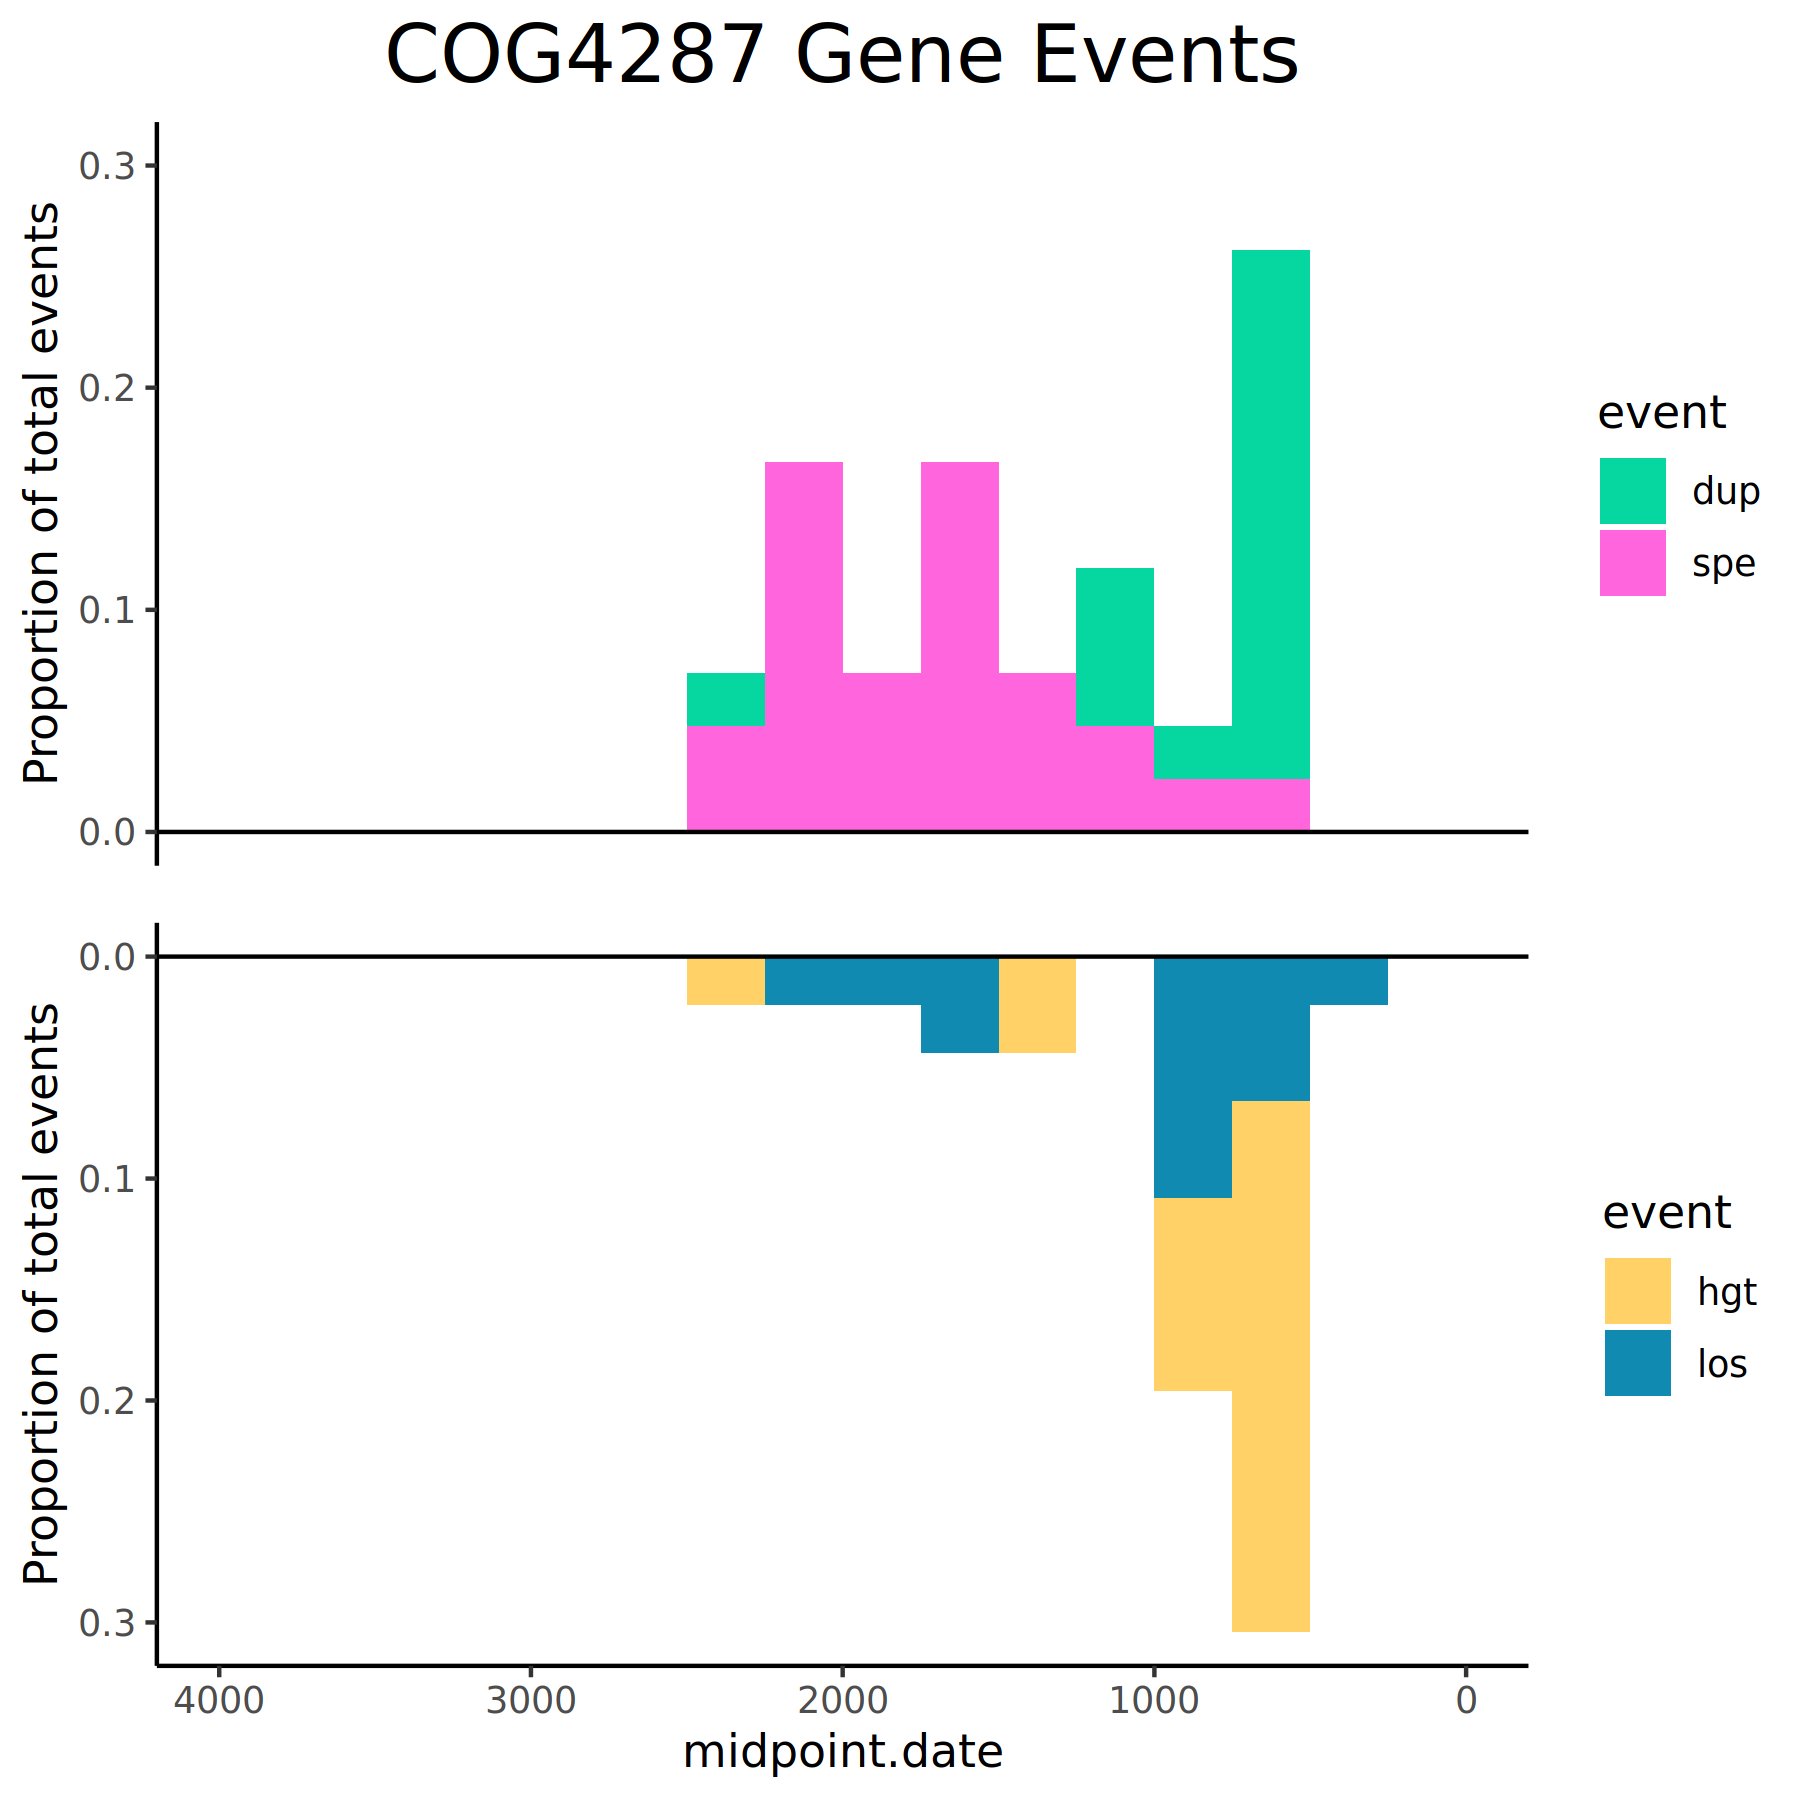 COG4287 Gene Events
Proportion of total events
0.3
0.2
0.1
0.0
event
dup
spe
Proportion of total events
0.0
0.1
0.2
0.3
event
hgt
los
4000 3000 2000 1000 0
midpoint.date